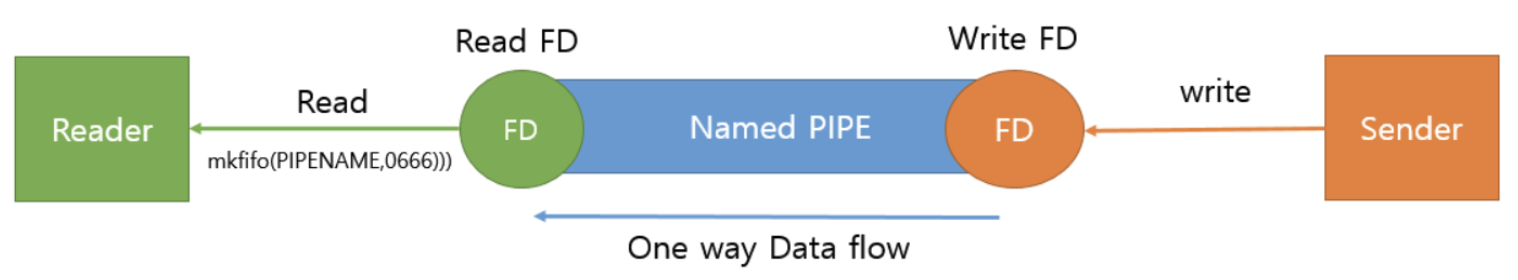 Read FD
Write FD
Reader
Read
mkfifo(PIPENAME,0666)))
FD
Named PIPE
FD
write
Sender
One way Data flow